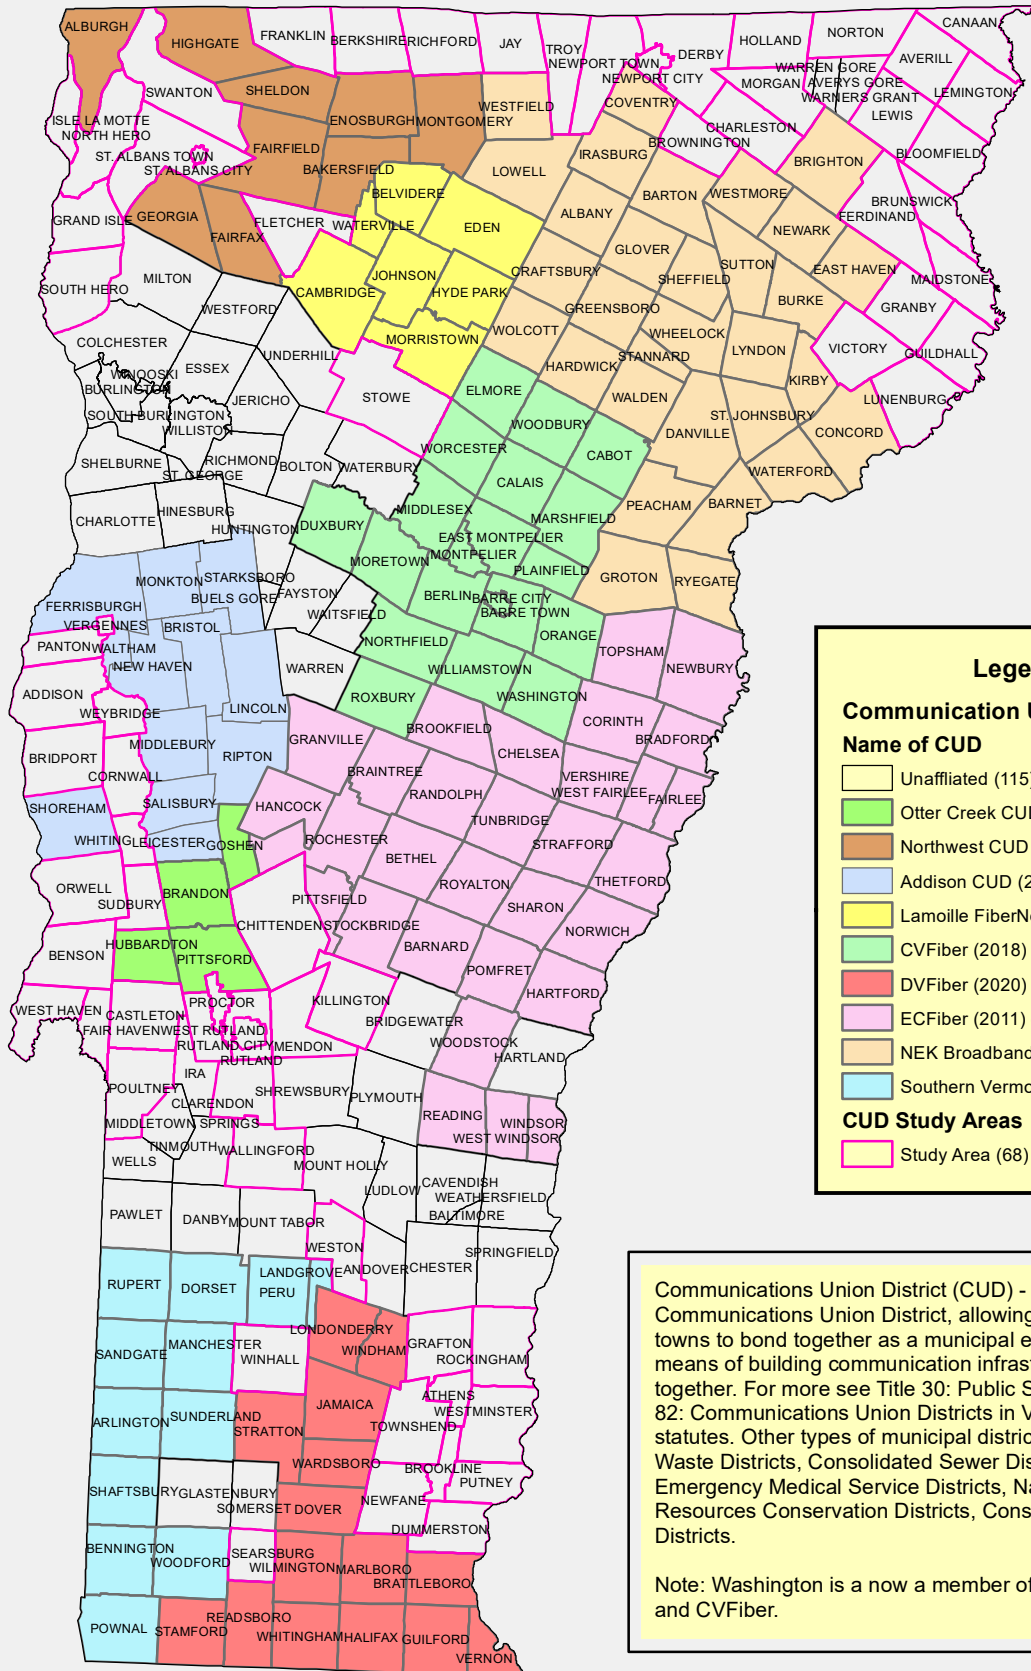 ALBURGH
HIGHGATE
FRANKLIN
BERKSHIRE
RICHFORD
JAY
TROY
NEWPORT TOWN
NEWPORT CITY
DERBY
HOLLAND
NORTON
CANAAN
MORGAN
WARREN GORE
AVERYS GORE
WARNERS GRANT
AVERILL
LEMINGTON
LEWIS
SWANTON
SHELDON
ISLE LA MOTTE
NORTH HERO
ENOSBURGH
MONTGOMERY
WESTFIELD
COVENTRY
BROWNINGTON
CHARLESTON
BLOOMFIELD
ST. ALBANS TOWN
ST. ALBANS CITY
FAIRFIELD
BAKERSFIELD
LOWELL
IRASBURG
BRIGHTON
BELVIDERE
BARTON
WESTMORE
BRUNSWICK
FERDINAND
GRAND ISLE
GEORGIA
FAIRFAX
FLETCHER
WATERVILLE
EDEN
ALBANY
NEWARK
GLOVER
SUTTON
EAST HAVEN
MAIDSTONE
MILTON
SOUTH HERO
CAMBRIDGE
JOHNSON
HYDE PARK
CRAFTSBURY
SHEFFIELD
BURKE
GRANBY
WESTFORD
GREENSBORO
WHEELOCK
COLCHESTER
UNDERHILL
MORRISTOWN
WOLCOTT
STANNARD
LYNDON
VICTORY
GUILDHALL
WINOOSKI
BURLINGTON
ESSEX
JERICHO
HARDWICK
KIRBY
SOUTH BURLINGTON
WILLISTON
STOWE
ELMORE
WALDEN
LUNENBURG
WOODBURY
ST. JOHNSBURY
DANVILLE
CONCORD
SHELBURNE
RICHMOND
ST. GEORGE
BOLTON
WATERBURY
WORCESTER
CABOT
WATERFORD
CALAIS
CHARLOTTE
HINESBURG
HUNTINGTON
DUXBURY
MIDDLESEX
MARSHFIELD
PEACHAM
BARNET
EAST MONTPELIER
MONTPELIER
MORETOWN
PLAINFIELD
MONKTON
STARKSBORO
BUELS GORE
FAYSTON
BERLIN
BARRE CITY
BARRE TOWN
GROTON
RYEGATE
FERRISBURGH
VERGENNES
BRISTOL
WAITSFIELD
NORTHFIELD
ORANGE
TOPSHAM
NEWBURY
PANTON
WALTHAM
NEW HAVEN
WARREN
WILLIAMSTOWN
ADDISON
WEYBRIDGE
LINCOLN
ROXBURY
WASHINGTON
CORINTH
BRIDPORT
MIDDLEBURY
RIPTON
GRANVILLE
BROOKFIELD
CHELSEA
BRADFORD
CORNWALL
BRAINTREE
VERSHIRE
WEST FAIRLEE
FAIRLEE
SHOREHAM
SALISBURY
HANCOCK
RANDOLPH
TUNBRIDGE
WHITING
LEICESTER
GOSHEN
ROCHESTER
BETHEL
STRAFFORD
ORWELL
SUDBURY
BRANDON
PITTSFIELD
ROYALTON
THETFORD
CHITTENDEN
STOCKBRIDGE
SHARON
NORWICH
BENSON
HUBBARDTON
PITTSFORD
BARNARD
POMFRET
HARTFORD
WEST HAVEN
CASTLETON
FAIR HAVEN
PROCTOR
WEST RUTLAND
RUTLAND CITY
RUTLAND
MENDON
KILLINGTON
BRIDGEWATER
WOODSTOCK
HARTLAND
POULTNEY
IRA
CLARENDON
SHREWSBURY
PLYMOUTH
READING
WINDSOR
WEST WINDSOR
MIDDLETOWN SPRINGS
TINMOUTH
WALLINGFORD
WELLS
MOUNT HOLLY
LUDLOW
CAVENDISH
WEATHERSFIELD
BALTIMORE
PAWLET
DANBY
MOUNT TABOR
WESTON
ANDOVER
CHESTER
SPRINGFIELD
RUPERT
DORSET
LANDGROVE
PERU
LONDONDERRY
WINDHAM
GRAFTON
ROCKINGHAM
SANDGATE
MANCHESTER
WINHALL
JAMAICA
ATHENS
WESTMINSTER
TOWNSHEND
ARLINGTON
SUNDERLAND
STRATTON
WARDSBORO
BROOKLINE
PUTNEY
SHAFTSBURY
GLASTENBURY
SOMERSET
DOVER
NEWFANE
DUMMERSTON
BENNINGTON
WOODFORD
SEARSBURG
WILMINGTON
MARLBORO
BRATTLEBORO
POWNAL
STAMFORD
READSBORO
WHITINGHAM
HALIFAX
GUILFORD
VERNON
Lege
Communication U
Name of CUD
Unaffliated (115)
Otter Creek CUD
Northwest CUD
Addison CUD (2
Lamoille FiberNe
CVFiber (2018)
DVFiber (2020)
ECFiber (2011)
NEK Broadband
Southern Vermo
CUD Study Areas
Study Area (68)
Communications Union District (CUD) -
Communications Union District, allowing
towns to bond together as a municipal e
means of building communication infrast
together. For more see Title 30: Public S
82: Communications Union Districts in V
statutes. Other types of municipal distric
Waste Districts, Consolidated Sewer Dis
Emergency Medical Service Districts, Na
Resources Conservation Districts, Cons
Districts.
Note: Washington is a now a member of
and CVFiber.